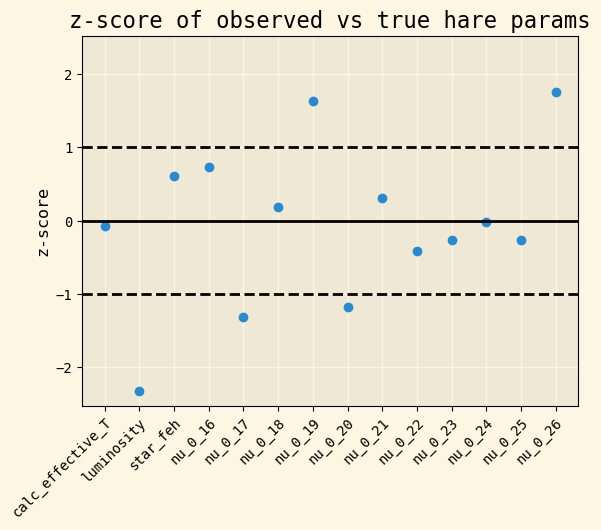 z-score of observed vs true hare params
z-score
2
1
0
−1
−2
calc_effective_T
luminosity
star_feh
nu_0_16
nu_0_17
nu_0_18
nu_0_19
nu_0_20
nu_0_21
nu_0_22
nu_0_23
nu_0_24
nu_0_25
nu_0_26